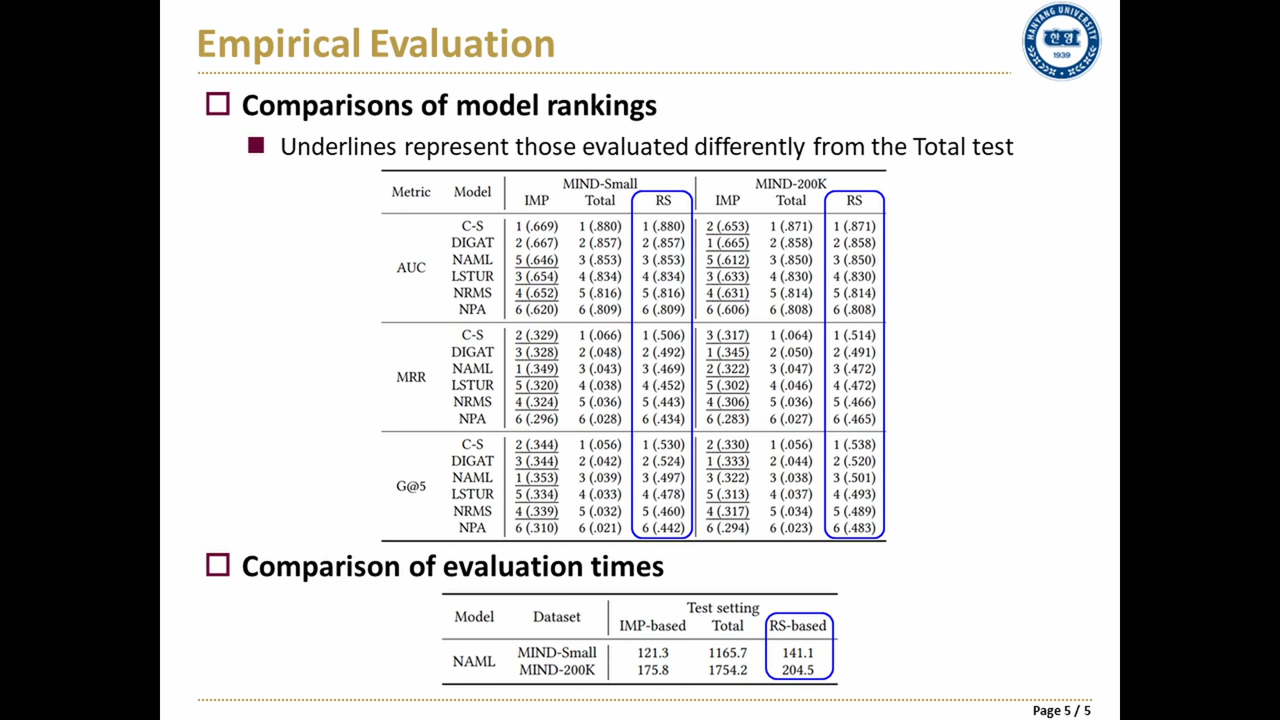 Empirical Evaluation
HANYANG UNIVERSITY
한양
1939
Comparisons of model rankings
Underlines represent those evaluated differently from the Total test
Metric Model MIND-Small MIND-200K
IMP Total RS IMP Total RS
C-S 1 (.669) 1 (.880) 1 (.880) 2 (.653) 1 (.871) 1 (.871)
DIGAT 2 (.667) 2 (.857) 2 (.857) 1 (.665) 2 (.858) 2 (.858)
AUC NAML 5 (.646) 3 (.853) 3 (.853) 5 (.612) 3 (.850) 3 (.850)
LSTUR 3 (.654) 4 (.834) 4 (.834) 3 (.633) 4 (.830) 4 (.830)
NRMS 4 (.652) 5 (.816) 5 (.816) 4 (.631) 5 (.814) 5 (.814)
NPA 6 (.620) 6 (.809) 6 (.809) 6 (.606) 6 (.808) 6 (.808)
C-S 2 (.329) 1 (.066) 1 (.506) 3 (.317) 1 (.064) 1 (.514)
DIGAT 3 (.328) 2 (.048) 2 (.492) 1 (.345) 2 (.050) 2 (.491)
MRR NAML 1 (.349) 3 (.043) 3 (.469) 2 (.322) 3 (.047) 3 (.472)
LSTUR 5 (.320) 4 (.038) 4 (.452) 5 (.302) 4 (.046) 4 (.472)
NRMS 4 (.324) 5 (.036) 5 (.443) 4 (.306) 5 (.036) 5 (.466)
NPA 6 (.296) 6 (.028) 6 (.434) 6 (.283) 6 (.027) 6 (.465)
C-S 2 (.344) 1 (.056) 1 (.530) 2 (.330) 1 (.056) 1 (.538)
DIGAT 3 (.344) 2 (.042) 2 (.524) 1 (.333) 2 (.044) 2 (.520)
G@5 NAML 1 (.353) 3 (.039) 3 (.497) 3 (.322) 3 (.038) 3 (.501)
LSTUR 5 (.334) 4 (.033) 4 (.478) 5 (.313) 4 (.037) 4 (.493)
NRMS 4 (.339) 5 (.032) 5 (.460) 4 (.317) 5 (.034) 5 (.489)
NPA 6 (.310) 6 (.021) 6 (.442) 6 (.294) 6 (.023) 6 (.483)
Comparison of evaluation times
Model Dataset Test setting
IMP-based Total RS-based
NAML MIND-Small 121.3 1165.7 141.1
MIND-200K 175.8 1754.2 204.5
Page 5 / 5